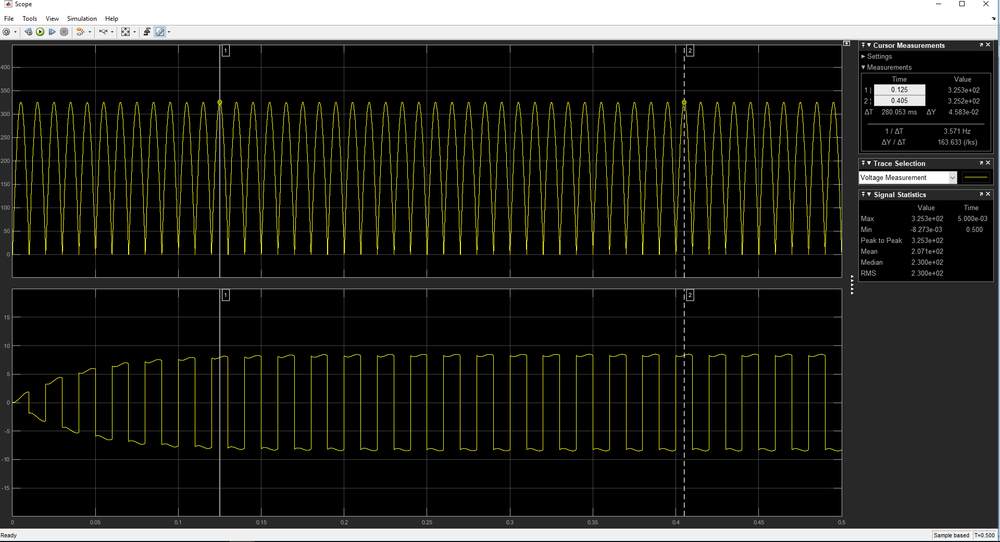 Scope
File Tools View Simulation Help
1
2
400
350
300
250
200
150
100
50
0
1
2
15
10
5
0
-5
-10
-15
0 0.05 0.1 0.15 0.2 0.25 0.3 0.35 0.4 0.45 0.5
Cursor Measurements
Settings
Measurements
Time Value
1 | 0.125 3.253e+02
2 ¦ 0.405 3.252e+02
ΔT 280.053 ms ΔY 4.583e-02
1 / ΔT 3.571 Hz
ΔY / ΔT 163.633 (/ks)
Trace Selection
Voltage Measurement
Signal Statistics
Value Time
Max 3.253e+02 5.000e-03
Min -8.273e-03 0.500
Peak to Peak 3.253e+02
Mean 2.071e+02
Median 2.300e+02
RMS 2.300e+02
Ready
Sample based T=0.500